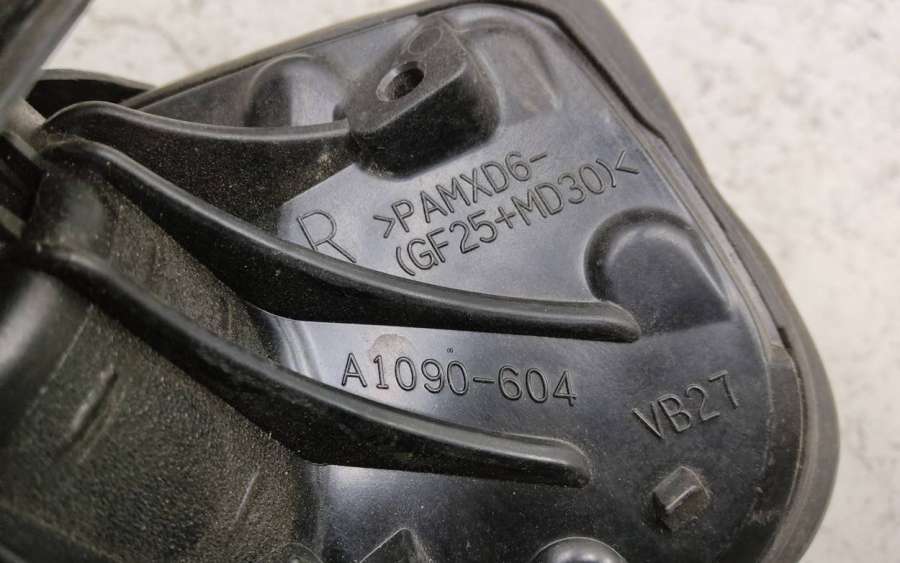 R
>PAMXD6-
(GF25+MD30)<
A1090-604
VB27